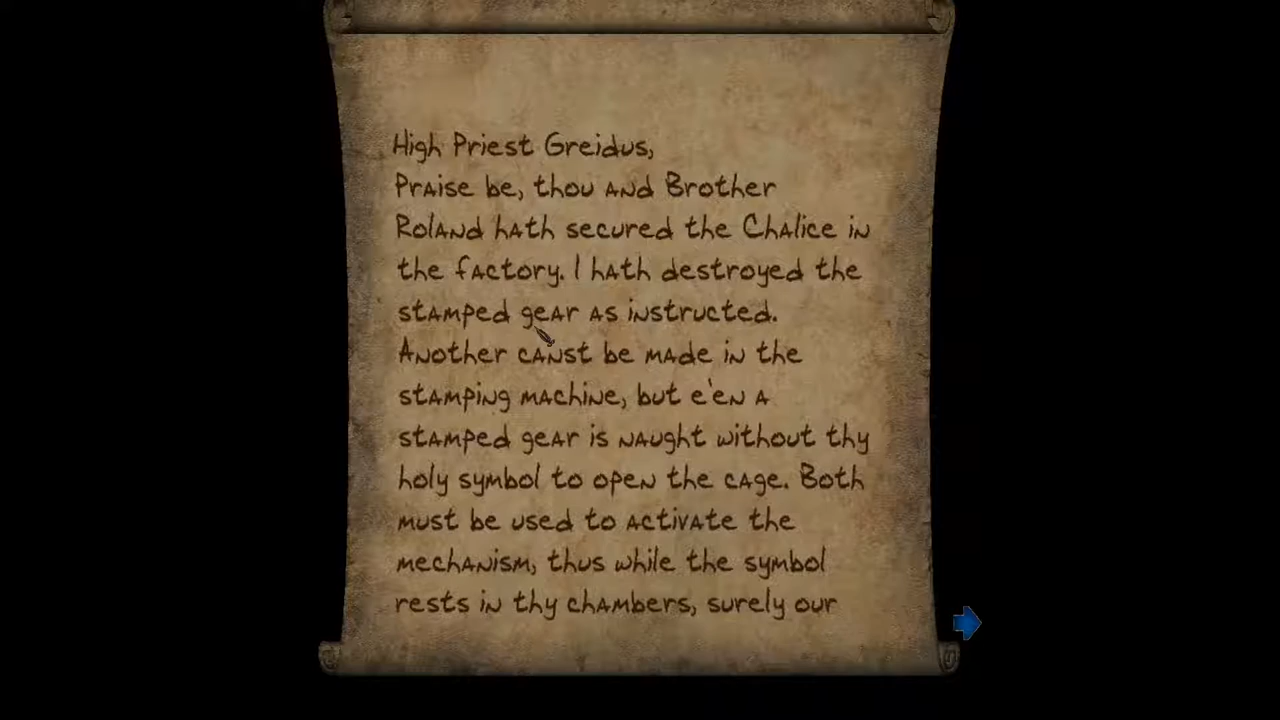 High Priest Greidus,
Praise be, thou and Brother
Roland hath secured the Chalice in
the factory. I hath destroyed the
stamped gear as instructed.
Another canst be made in the
stamping machine, but e'en a
stamped gear is naught without thy
holy symbol to open the cage. Both
must be used to activate the
mechanism, thus while the symbol
rests in thy chambers, surely our